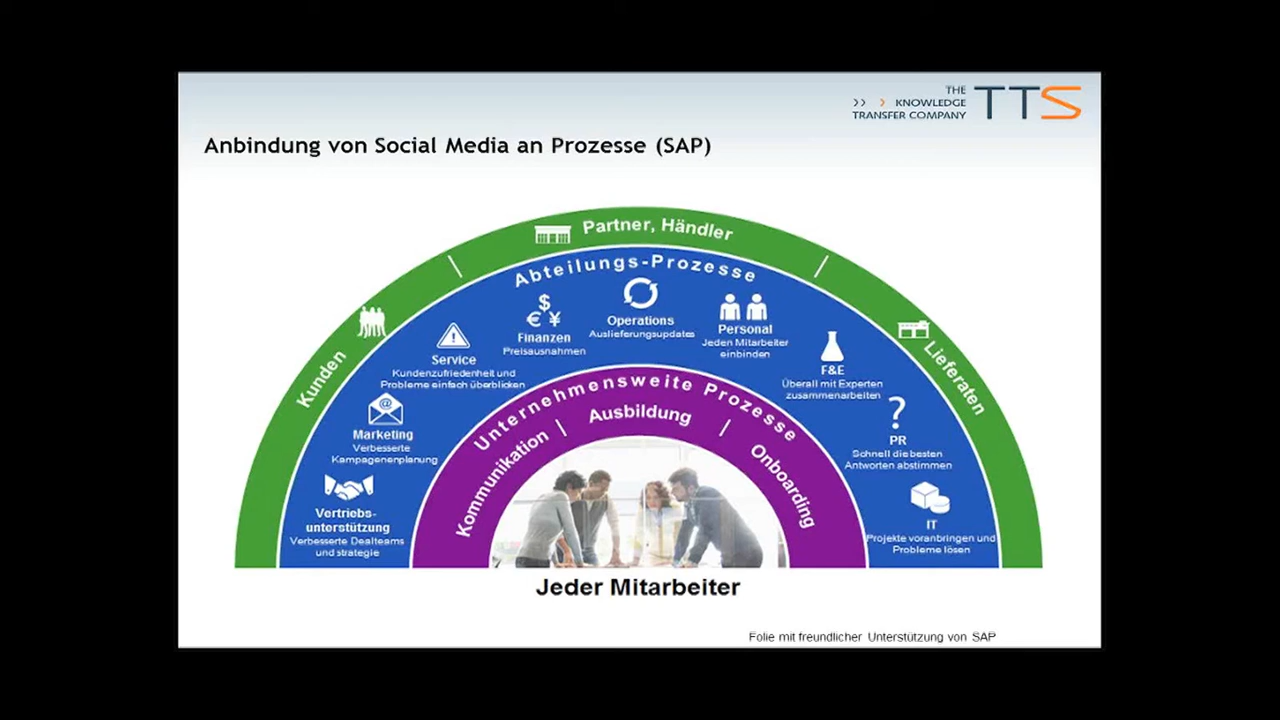 THE
>> > KNOWLEDGE
TRANSFER COMPANY
TTS
Anbindung von Social Media an Prozesse (SAP)
Partner, Händler
Kunden
Lieferaten
Abteilungs-Prozesse
Vertriebs-
unterstützung
Verbesserte Dealteams
und strategie
Marketing
Verbesserte
Kampagenenplanung
Service
Kundenzufriedenheit und
Probleme einfach überblicken
$
€ ¥
Finanzen
Preisausnahmen
Operations
Auslieferungsupdates
Personal
Jeden Mitarbeiter
einbinden
F&E
Überall mit Experten
zusammenarbeiten
?
PR
Schnell die besten
Antworten abstimmen
IT
Projekte voranbringen und
Probleme lösen
Unternehmensweite Prozesse
Kommunikation
Ausbildung
Onboarding
Jeder Mitarbeiter
Folie mit freundlicher Unterstützung von SAP